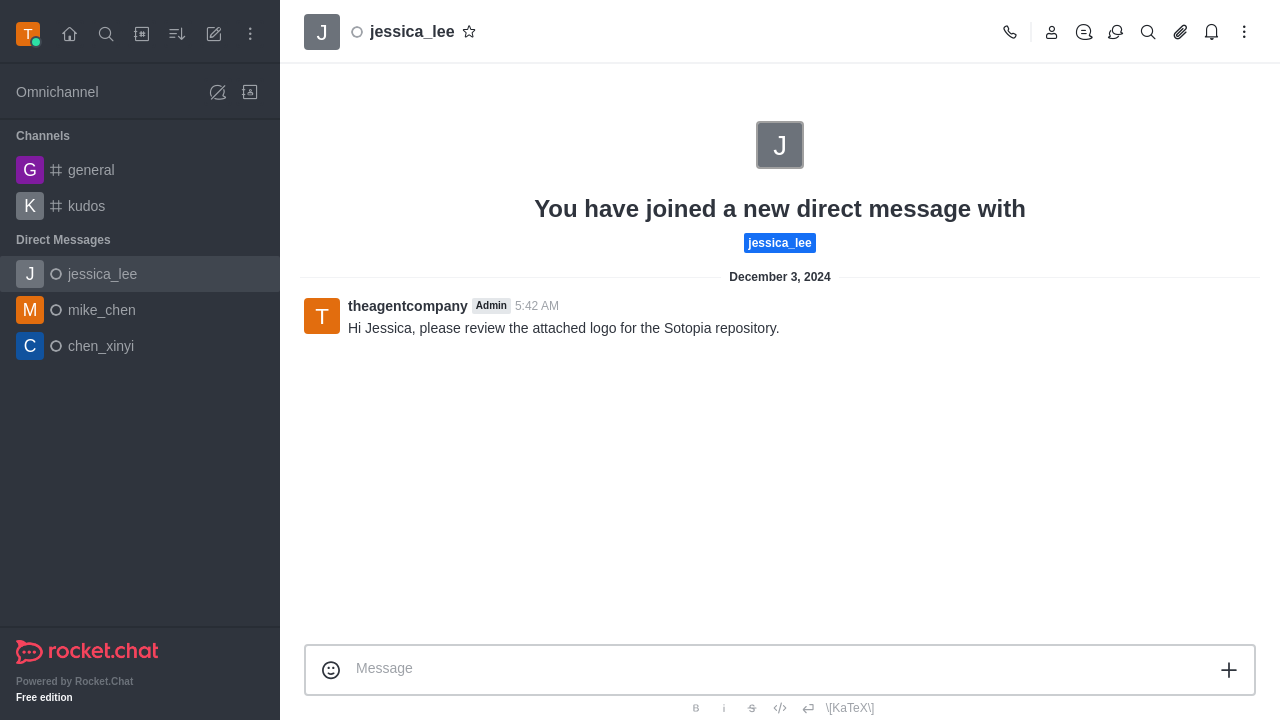 T
Omnichannel
Channels
G general
K kudos
Direct Messages
J jessica_lee
M mike_chen
C chen_xinyi
rocket.chat
Powered by Rocket.Chat
Free edition
J jessica_lee
J
You have joined a new direct message with
jessica_lee
December 3, 2024
T theagentcompany Admin 5:42 AM
Hi Jessica, please review the attached logo for the Sotopia repository.
Message
B i S \[KaTeX\]